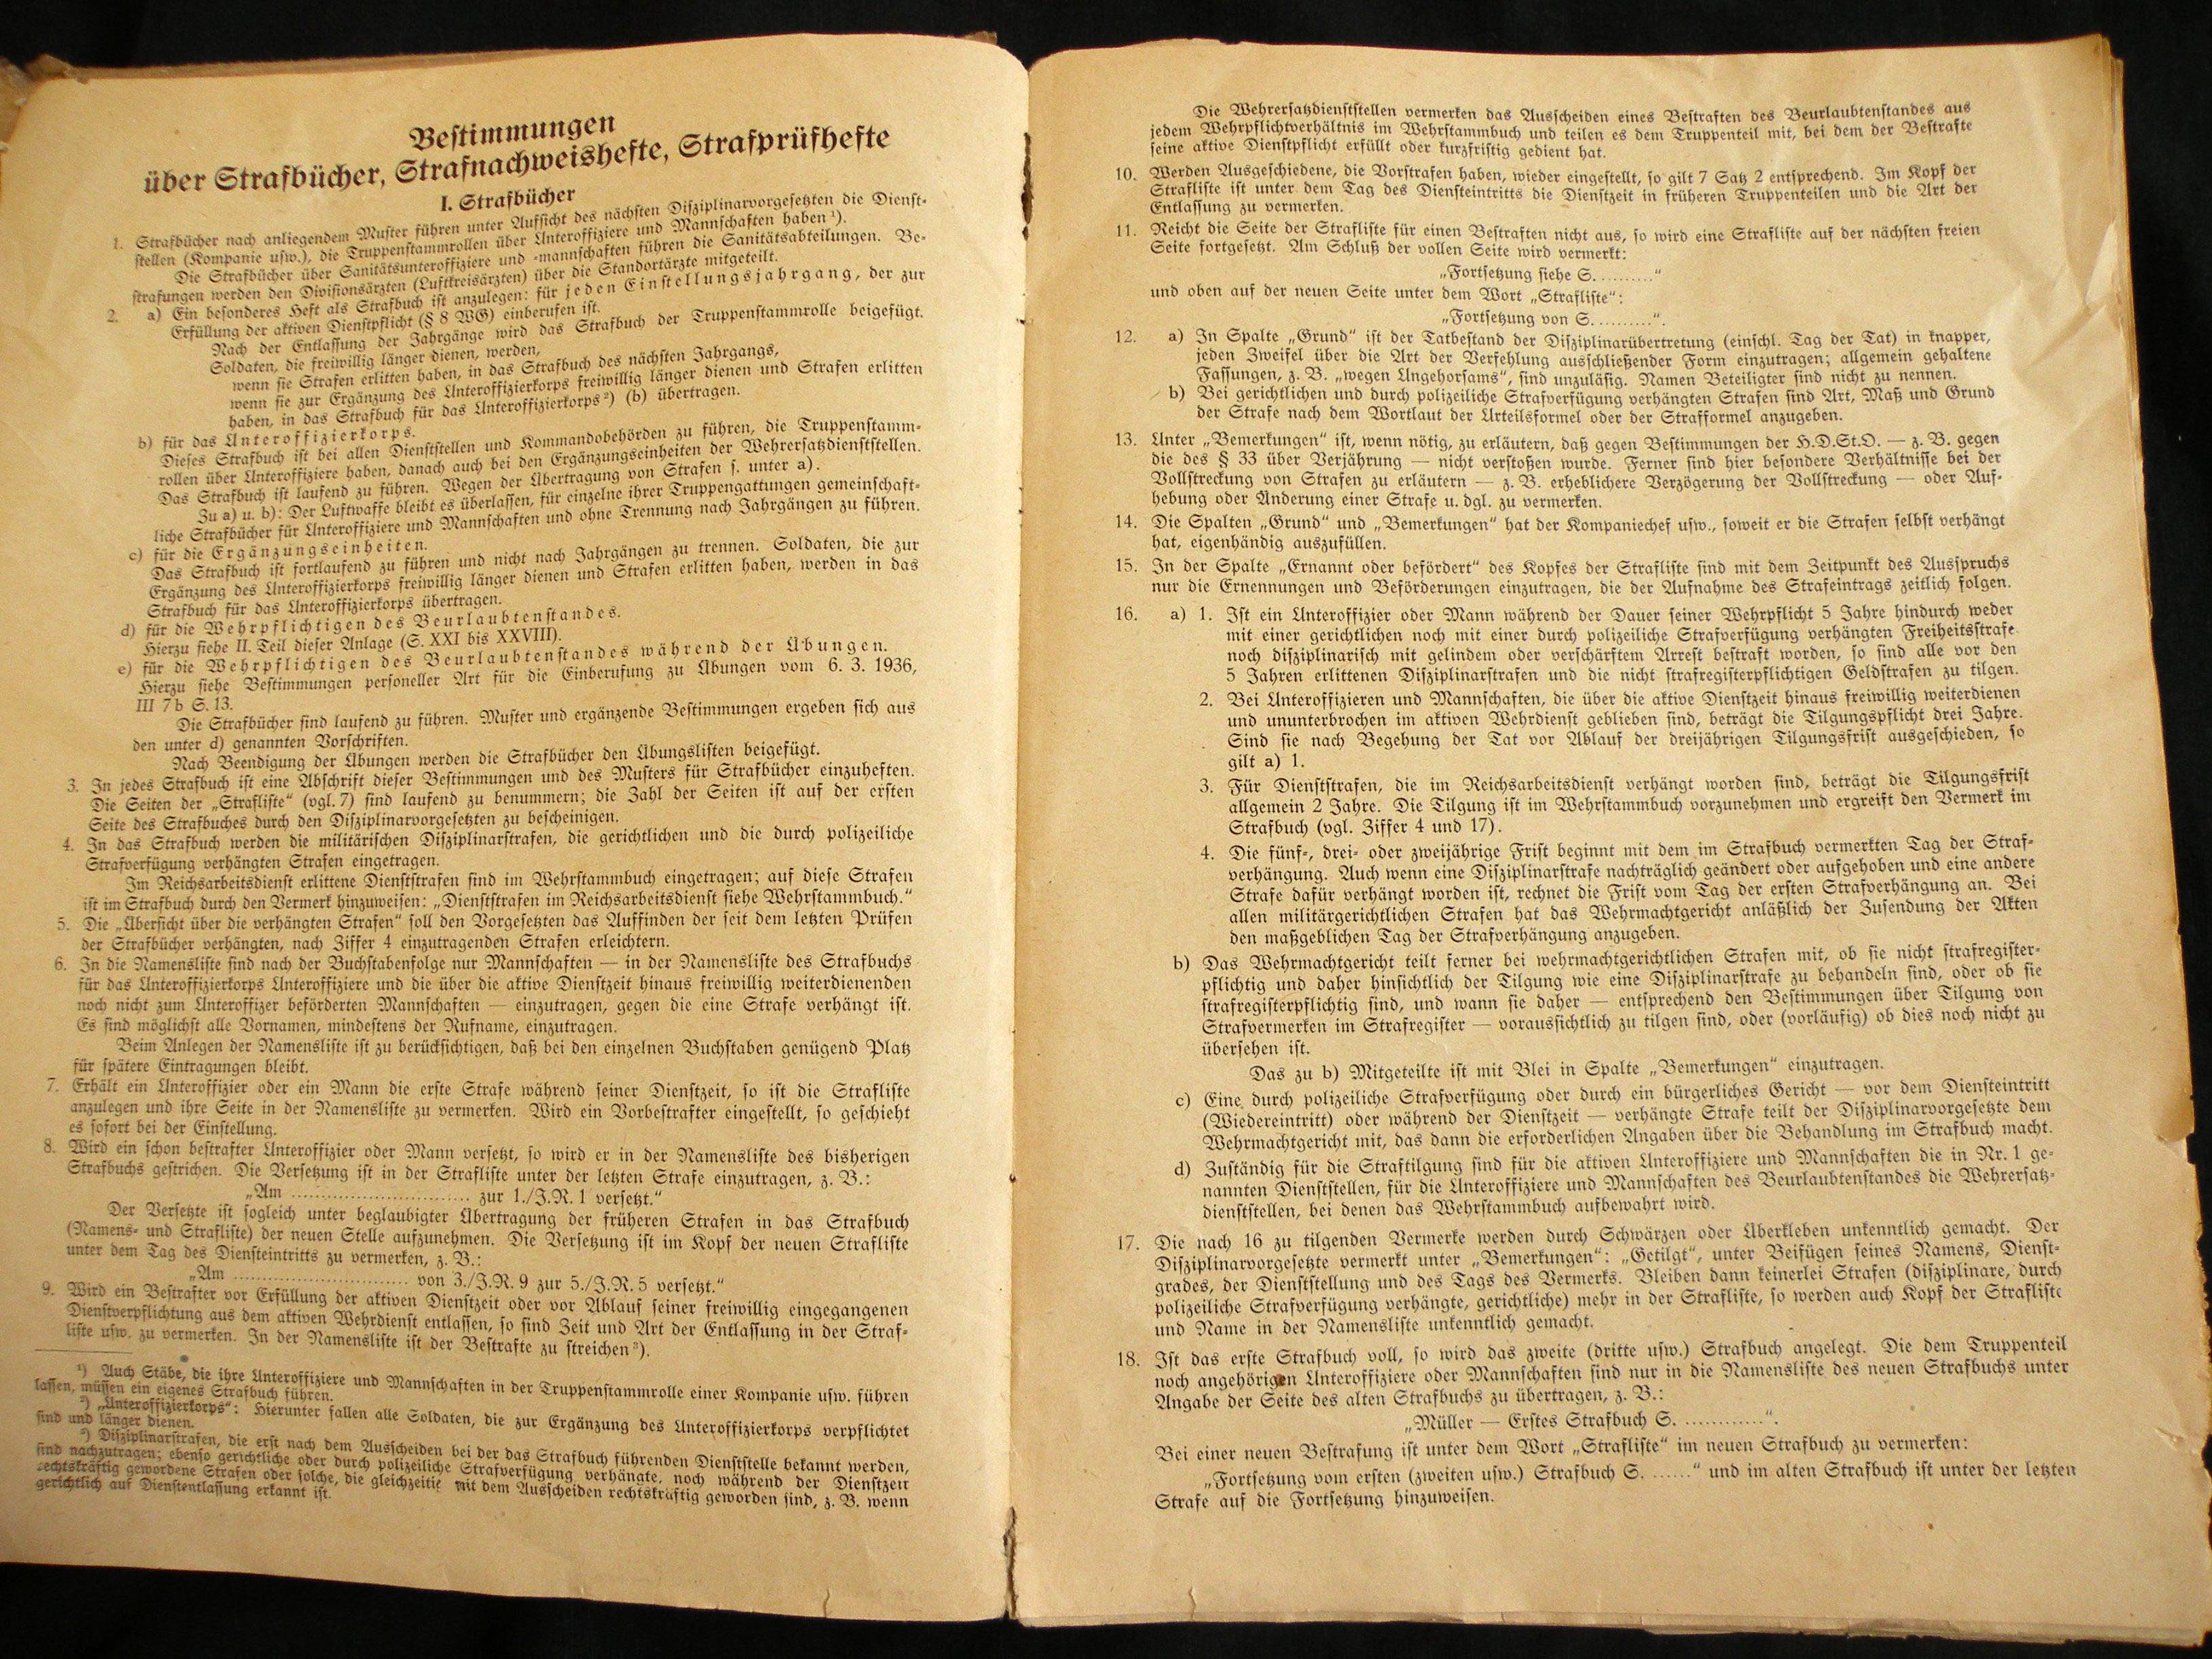 Bestimmungen
über Strafbücher, Strafnachweishefte, Strafprüfhefte
I. Strafbücher
1. Strafbücher nach anliegendem Muster führen unter Aufsicht des nächsten Disziplinarvorgesetzten die Dienst-
stellen (Kompanie usw.), die Truppenstammrollen über Unteroffiziere und Mannschaften haben ¹).
Die Strafbücher über Sanitätsunteroffiziere und -mannschaften führen die Sanitätsabteilungen. Be-
strafungen werden den Divisionsärzten (Luftkreisärzten) über die Standortärzte mitgeteilt.
2. a) Ein besonderes Heft als Strafbuch ist anzulegen: für jeden Einstellungsjahrgang, der zur
Erfüllung der aktiven Dienstpflicht (§ 8 WG) einberufen ist.
Nach der Entlassung der Jahrgänge wird das Strafbuch der Truppenstammrolle beigefügt.
Soldaten, die freiwillig länger dienen, werden,
wenn sie Strafen erlitten haben, in das Strafbuch des nächsten Jahrgangs,
wenn sie zur Ergänzung des Unteroffizierkorps freiwillig länger dienen und Strafen erlitten
haben, in das Strafbuch für das Unteroffizierkorps ²) (b) übertragen.
b) für das Unteroffizierkorps.
Dieses Strafbuch ist bei allen Dienststellen und Kommandobehörden zu führen, die Truppenstamm-
rollen über Unteroffiziere haben, danach auch bei den Ergänzungseinheiten der Wehrersatzdienststellen.
Das Strafbuch ist laufend zu führen. Wegen der Übertragung von Strafen s. unter a).
Zu a) u. b): Der Luftwaffe bleibt es überlassen, für einzelne ihrer Truppengattungen gemeinschaft-
liche Strafbücher für Unteroffiziere und Mannschaften und ohne Trennung nach Jahrgängen zu führen.
c) für die Ergänzungseinheiten.
Das Strafbuch ist fortlaufend zu führen und nicht nach Jahrgängen zu trennen. Soldaten, die zur
Ergänzung des Unteroffizierkorps freiwillig länger dienen und Strafen erlitten haben, werden in das
Strafbuch für das Unteroffizierkorps übertragen.
d) für die Wehrpflichtigen des Beurlaubtenstandes.
Hierzu siehe II. Teil dieser Anlage (S. XXI bis XXVIII).
e) für die Wehrpflichtigen des Beurlaubtenstandes während der Übungen.
Hierzu siehe Bestimmungen personeller Art für die Einberufung zu Übungen vom 6. 3. 1936,
III 7 b S. 13.
Die Strafbücher sind laufend zu führen. Muster und ergänzende Bestimmungen ergeben sich aus
den unter d) genannten Vorschriften.
Nach Beendigung der Übungen werden die Strafbücher den Übungslisten beigefügt.
3. In jedes Strafbuch ist eine Abschrift dieser Bestimmungen und des Musters für Strafbücher einzuheften.
Die Seiten der „Strafliste“ (vgl. 7) sind laufend zu benummern; die Zahl der Seiten ist auf der ersten
Seite des Strafbuches durch den Disziplinarvorgesetzten zu bescheinigen.
4. In das Strafbuch werden die militärischen Disziplinarstrafen, die gerichtlichen und die durch polizeiliche
Strafverfügung verhängten Strafen eingetragen.
Im Reichsarbeitsdienst erlittene Dienststrafen sind im Wehrstammbuch eingetragen; auf diese Strafen
ist im Strafbuch durch den Vermerk hinzuweisen: „Dienststrafen im Reichsarbeitsdienst siehe Wehrstammbuch.“
5. Die „Übersicht über die verhängten Strafen“ soll den Vorgesetzten das Auffinden der seit dem letzten Prüfen
der Strafbücher verhängten, nach Ziffer 4 einzutragenden Strafen erleichtern.
6. In die Namensliste sind nach der Buchstabenfolge nur Mannschaften — in der Namensliste des Strafbuchs
für das Unteroffizierkorps Unteroffiziere und die über die aktive Dienstzeit hinaus freiwillig weiterdienenden
noch nicht zum Unteroffizer beförderten Mannschaften — einzutragen, gegen die eine Strafe verhängt ist.
Es sind möglichst alle Vornamen, mindestens der Rufname, einzutragen.
Beim Anlegen der Namensliste ist zu berücksichtigen, daß bei den einzelnen Buchstaben genügend Platz
für spätere Eintragungen bleibt.
7. Erhält ein Unteroffizier oder ein Mann die erste Strafe während seiner Dienstzeit, so ist die Strafliste
anzulegen und ihre Seite in der Namensliste zu vermerken. Wird ein Vorbestrafter eingestellt, so geschieht
es sofort bei der Einstellung.
8. Wird ein schon bestrafter Unteroffizier oder Mann versetzt, so wird er in der Namensliste des bisherigen
Strafbuchs gestrichen. Die Versetzung ist in der Strafliste unter der letzten Strafe einzutragen, z. B.:
„Am .............................. zur 1./J.R. 1 versetzt.“
Der Versetzte ist sogleich unter beglaubigter Übertragung der früheren Strafen in das Strafbuch
(Namens- und Strafliste) der neuen Stelle aufzunehmen. Die Versetzung ist im Kopf der neuen Strafliste
unter dem Tag des Diensteintritts zu vermerken, z. B.:
„Am .............................. von 3./J.R. 9 zur 5./J.R. 5 versetzt.“
9. Wird ein Bestrafter vor Erfüllung der aktiven Dienstzeit oder vor Ablauf seiner freiwillig eingegangenen
Dienstverpflichtung aus dem aktiven Wehrdienst entlassen, so sind Zeit und Art der Entlassung in der Straf-
liste usw. zu vermerken. In der Namensliste ist der Bestrafte zu streichen ³).
¹) Auch Stäbe, die ihre Unteroffiziere und Mannschaften in der Truppenstammrolle einer Kompanie usw. führen
lassen, müssen ein eigenes Strafbuch führen.
²) „Unteroffizierkorps“: Hierunter fallen alle Soldaten, die zur Ergänzung des Unteroffizierkorps verpflichtet
sind und länger dienen.
³) Disziplinarstrafen, die erst nach dem Ausscheiden bei der das Strafbuch führenden Dienststelle bekannt werden,
sind nachzutragen; ebenso gerichtliche oder durch polizeiliche Strafverfügung verhängte, noch während der Dienstzeit
rechtskräftig gewordene Strafen oder solche, die gleichzeitig mit dem Ausscheiden rechtskräftig geworden sind, z. B. wenn
gerichtlich auf Dienstentlassung erkannt ist.
Die Wehrersatzdienststellen vermerken das Ausscheiden eines Bestraften des Beurlaubtenstandes aus
jedem Wehrpflichtverhältnis im Wehrstammbuch und teilen es dem Truppenteil mit, bei dem der Bestrafte
seine aktive Dienstpflicht erfüllt oder kurzfristig gedient hat.
10. Werden Ausgeschiedene, die Vorstrafen haben, wieder eingestellt, so gilt 7 Satz 2 entsprechend. Im Kopf der
Strafliste ist unter dem Tag des Diensteintritts die Dienstzeit in früheren Truppenteilen und die Art der
Entlassung zu vermerken.
11. Reicht die Seite der Strafliste für einen Bestraften nicht aus, so wird eine Strafliste auf der nächsten freien
Seite fortgesetzt. Am Schluß der vollen Seite wird vermerkt:
„Fortsetzung siehe S. .........“
und oben auf der neuen Seite unter dem Wort „Strafliste“:
„Fortsetzung von S. .........“.
12. a) In Spalte „Grund“ ist der Tatbestand der Disziplinarübertretung (einschl. Tag der Tat) in knapper,
jeden Zweifel über die Art der Verfehlung ausschließender Form einzutragen; allgemein gehaltene
Fassungen, z. B. „wegen Ungehorsams“, sind unzuläsig. Namen Beteiligter sind nicht zu nennen.
b) Bei gerichtlichen und durch polizeiliche Strafverfügung verhängten Strafen sind Art, Maß und Grund
der Strafe nach dem Wortlaut der Urteilsformel oder der Strafformel anzugeben.
13. Unter „Bemerkungen“ ist, wenn nötig, zu erläutern, daß gegen Bestimmungen der H.D.St.O. — z. B. gegen
die des § 33 über Verjährung — nicht verstoßen wurde. Ferner sind hier besondere Verhältnisse bei der
Vollstreckung von Strafen zu erläutern — z. B. erheblichere Verzögerung der Vollstreckung — oder Auf-
hebung oder Änderung einer Strafe u. dgl. zu vermerken.
14. Die Spalten „Grund“ und „Bemerkungen“ hat der Kompaniechef usw., soweit er die Strafen selbst verhängt
hat, eigenhändig auszufüllen.
15. In der Spalte „Ernannt oder befördert“ des Kopfes der Strafliste sind mit dem Zeitpunkt des Ausspruchs
nur die Ernennungen und Beförderungen einzutragen, die der Aufnahme des Strafeintrags zeitlich folgen.
16. a) 1. Ist ein Unteroffizier oder Mann während der Dauer seiner Wehrpflicht 5 Jahre hindurch weder
mit einer gerichtlichen noch mit einer durch polizeiliche Strafverfügung verhängten Freiheitsstrafe
noch disziplinarisch mit gelindem oder verschärftem Arrest bestraft worden, so sind alle vor den
5 Jahren erlittenen Disziplinarstrafen und die nicht strafregisterpflichtigen Geldstrafen zu tilgen.
2. Bei Unteroffizieren und Mannschaften, die über die aktive Dienstzeit hinaus freiwillig weiterdienen
und ununterbrochen im aktiven Wehrdienst geblieben sind, beträgt die Tilgungspflicht drei Jahre.
Sind sie nach Begehung der Tat vor Ablauf der dreijährigen Tilgungsfrist ausgeschieden, so
gilt a) 1.
3. Für Dienststrafen, die im Reichsarbeitsdienst verhängt worden sind, beträgt die Tilgungsfrist
allgemein 2 Jahre. Die Tilgung ist im Wehrstammbuch vorzunehmen und ergreift den Vermerk im
Strafbuch (vgl. Ziffer 4 und 17).
4. Die fünf-, drei- oder zweijährige Frist beginnt mit dem im Strafbuch vermerkten Tag der Straf-
verhängung. Auch wenn eine Disziplinarstrafe nachträglich geändert oder aufgehoben und eine andere
Strafe dafür verhängt worden ist, rechnet die Frist vom Tag der ersten Strafverhängung an. Bei
allen militärgerichtlichen Strafen hat das Wehrmachtgericht anläßlich der Zusendung der Akten
den maßgeblichen Tag der Strafverhängung anzugeben.
b) Das Wehrmachtgericht teilt ferner bei wehrmachtgerichtlichen Strafen mit, ob sie nicht strafregister-
pflichtig und daher hinsichtlich der Tilgung wie eine Disziplinarstrafe zu behandeln sind, oder ob sie
strafregisterpflichtig sind, und wann sie daher — entsprechend den Bestimmungen über Tilgung von
Strafvermerken im Strafregister — voraussichtlich zu tilgen sind, oder (vorläufig) ob dies noch nicht zu
übersehen ist.
Das zu b) Mitgeteilte ist mit Blei in Spalte „Bemerkungen“ einzutragen.
c) Eine durch polizeiliche Strafverfügung oder durch ein bürgerliches Gericht — vor dem Diensteintritt
(Wiedereintritt) oder während der Dienstzeit — verhängte Strafe teilt der Disziplinarvorgesetzte dem
Wehrmachtgericht mit, das dann die erforderlichen Angaben über die Behandlung im Strafbuch macht.
d) Zuständig für die Straftilgung sind für die aktiven Unteroffiziere und Mannschaften die in Nr. 1 ge-
nannten Dienststellen, für die Unteroffiziere und Mannschaften des Beurlaubtenstandes die Wehrersatz-
dienststellen, bei denen das Wehrstammbuch aufbewahrt wird.
17. Die nach 16 zu tilgenden Vermerke werden durch Schwärzen oder Überkleben unkenntlich gemacht. Der
Disziplinarvorgesetzte vermerkt unter „Bemerkungen“: „Getilgt“, unter Beifügen seines Namens, Dienst-
grades, der Dienststellung und des Tags des Vermerks. Bleiben dann keinerlei Strafen (disziplinare, durch
polizeiliche Strafverfügung verhängte, gerichtliche) mehr in der Strafliste, so werden auch Kopf der Strafliste
und Name in der Namensliste unkenntlich gemacht.
18. Ist das erste Strafbuch voll, so wird das zweite (dritte usw.) Strafbuch angelegt. Die dem Truppenteil
noch angehörigen Unteroffiziere oder Mannschaften sind nur in die Namensliste des neuen Strafbuchs unter
Angabe der Seite des alten Strafbuchs zu übertragen, z. B.:
„Müller — Erstes Strafbuch S. ............“.
Bei einer neuen Bestrafung ist unter dem Wort „Strafliste“ im neuen Strafbuch zu vermerken:
„Fortsetzung vom ersten (zweiten usw.) Strafbuch S. ......“ und im alten Strafbuch ist unter der letzten
Strafe auf die Fortsetzung hinzuweisen.